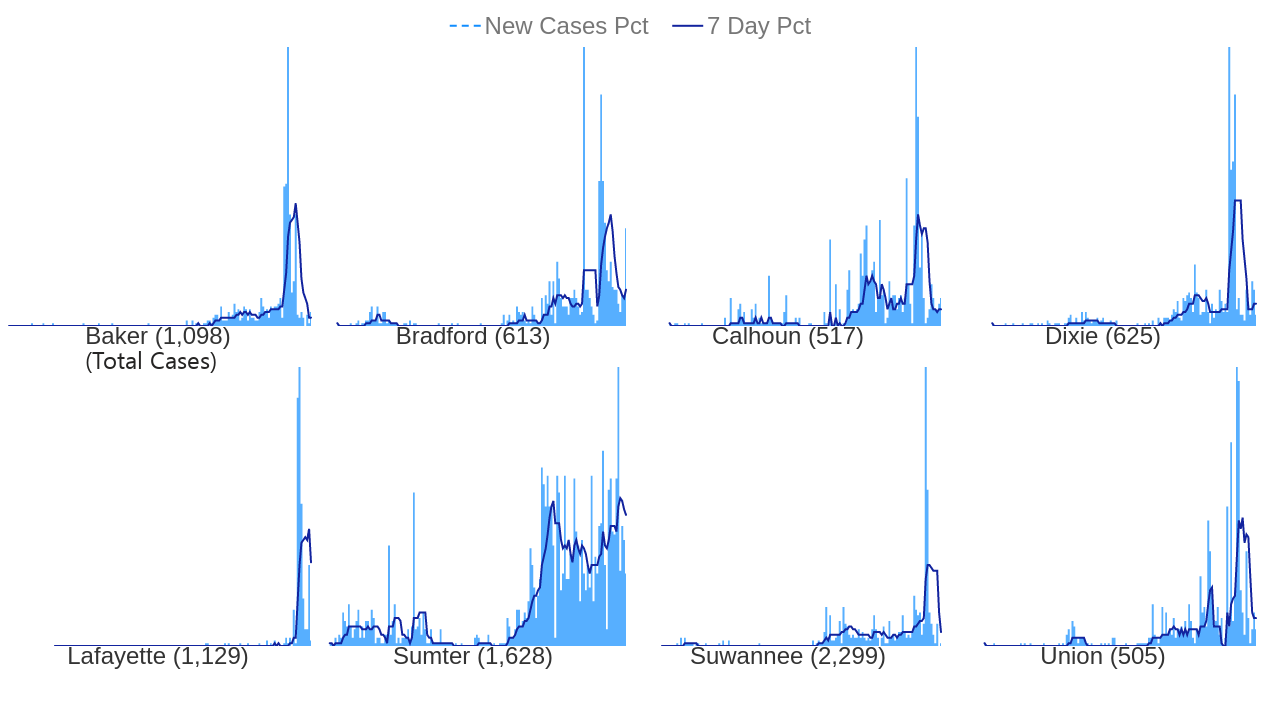 New Cases Pct 7 Day Pct
Baker (1,098) Bradford (613) Calhoun (517) Dixie (625)
(Total Cases)
Lafayette (1,129) Sumter (1,628) Suwannee (2,299) Union (505)